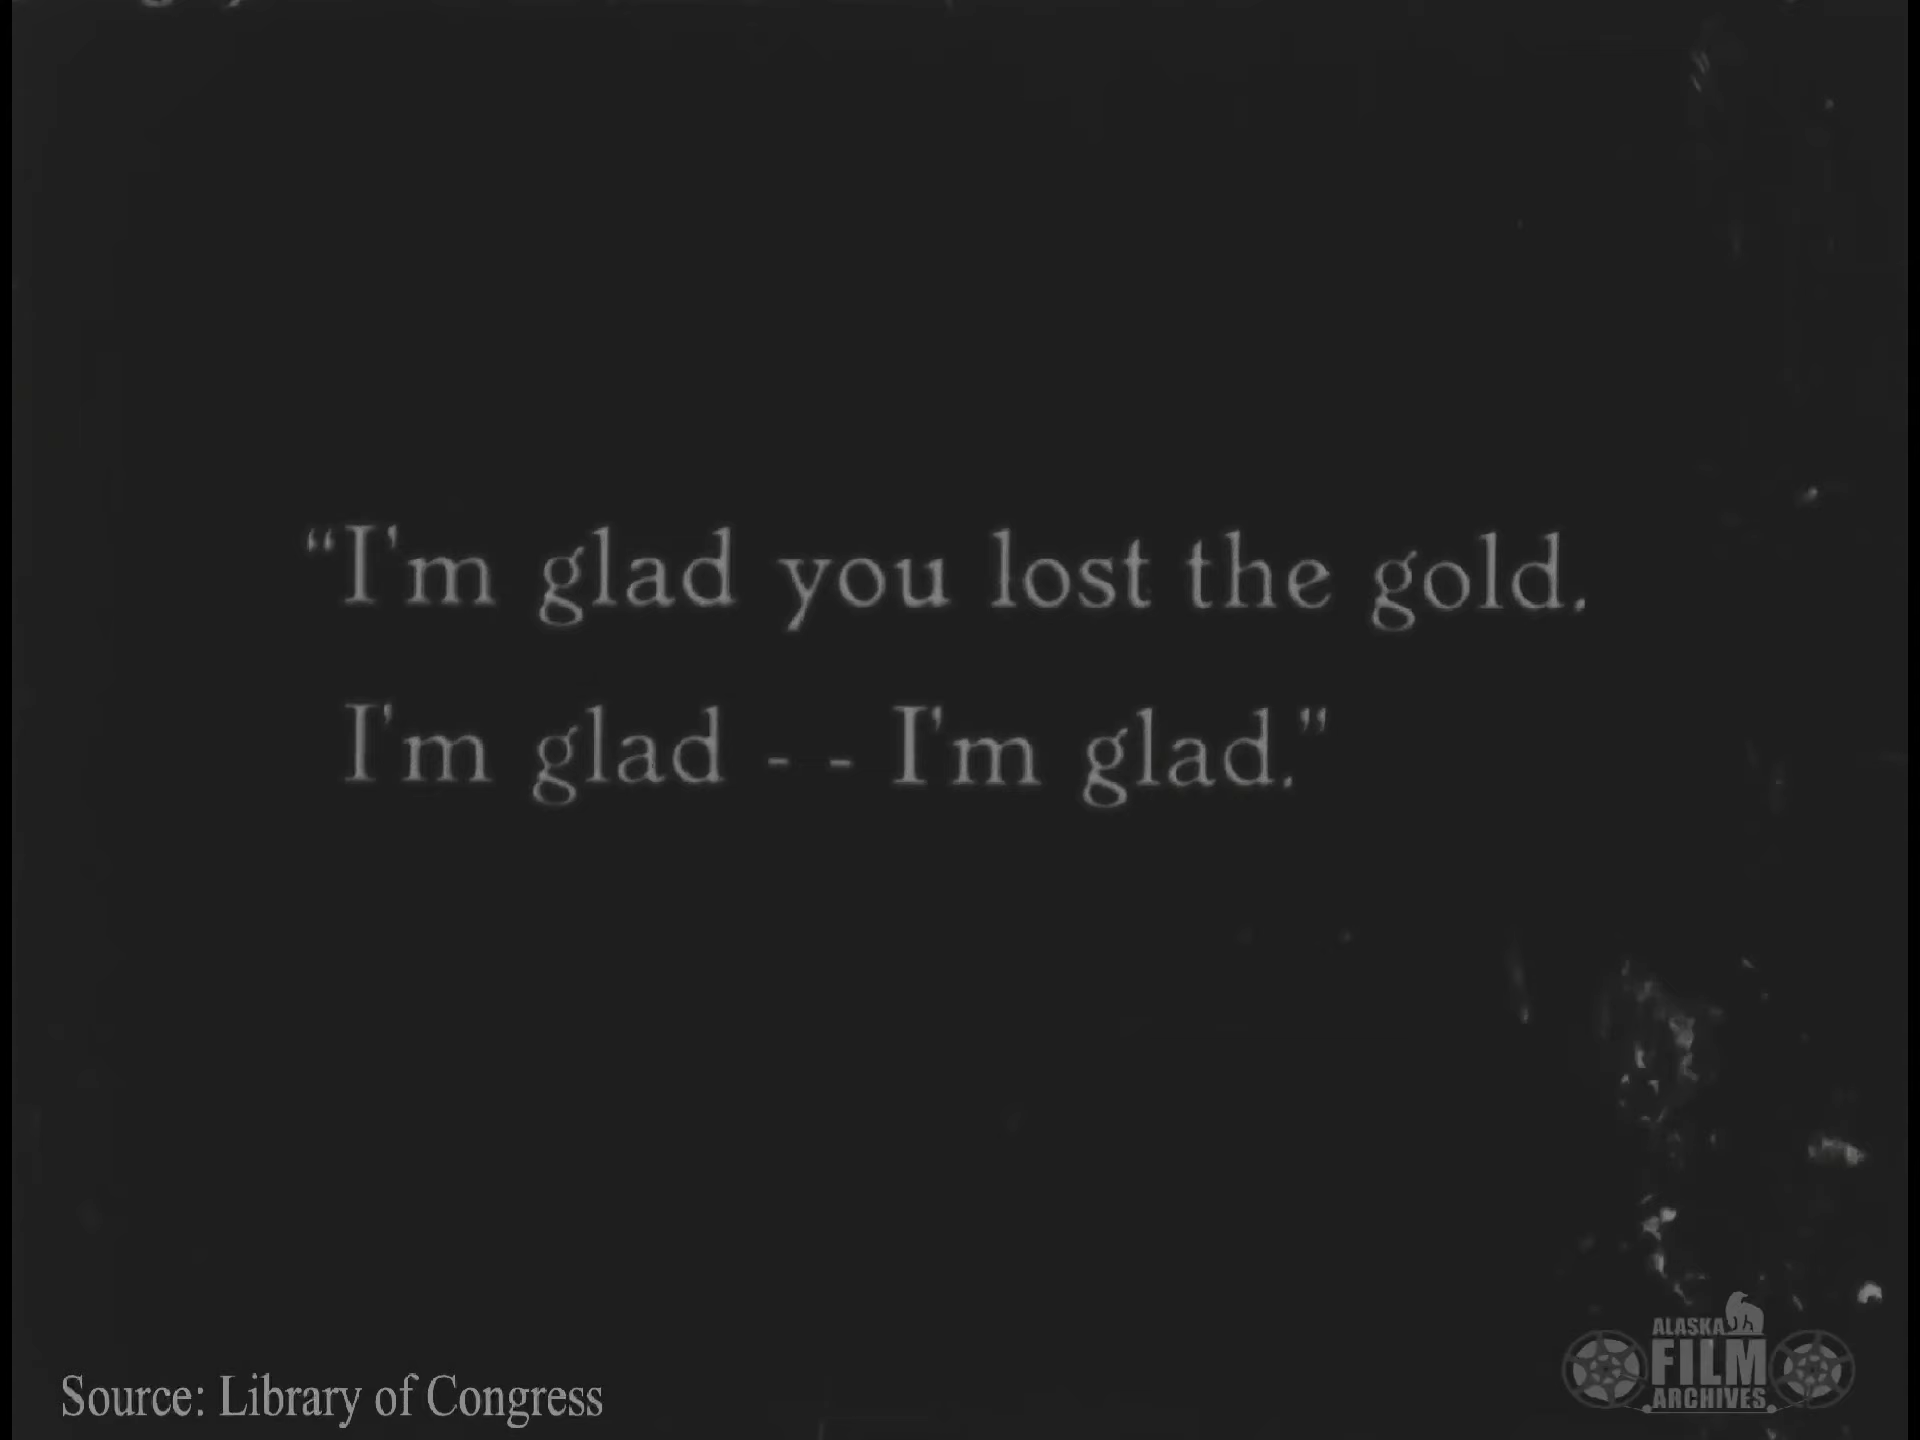 “I'm glad you lost the gold.
I'm glad - - I'm glad.”
Source: Library of Congress
ALASKA
FILM
ARCHIVES